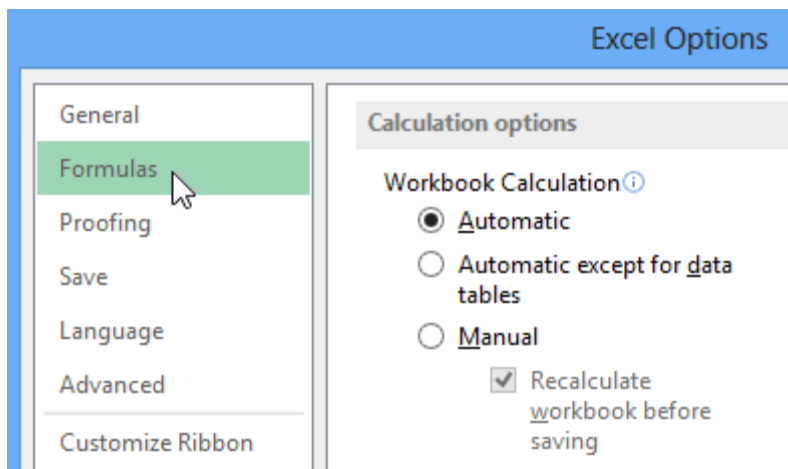 Excel Options
General
Formulas
Proofing
Save
Language
Advanced
Customize Ribbon
Calculation options
Workbook Calculation
Automatic
Automatic except for data
tables
Manual
Recalculate
workbook before
saving